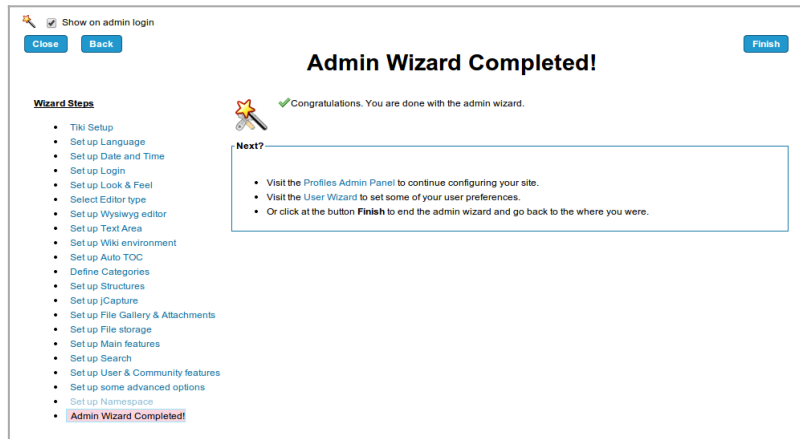 Show on admin login
Close Back Finish
Admin Wizard Completed!
Wizard Steps
Tiki Setup
Set up Language
Set up Date and Time
Set up Login
Set up Look & Feel
Select Editor type
Set up Wysiwyg editor
Set up Text Area
Set up Wiki environment
Set up Auto TOC
Define Categories
Set up Structures
Set up jCapture
Set up File Gallery & Attachments
Set up File storage
Set up Main features
Set up Search
Set up User & Community features
Set up some advanced options
Set up Namespace
Admin Wizard Completed!
Congratulations. You are done with the admin wizard.
Next?
Visit the Profiles Admin Panel to continue configuring your site.
Visit the User Wizard to set some of your user preferences.
Or click at the button Finish to end the admin wizard and go back to the where you were.